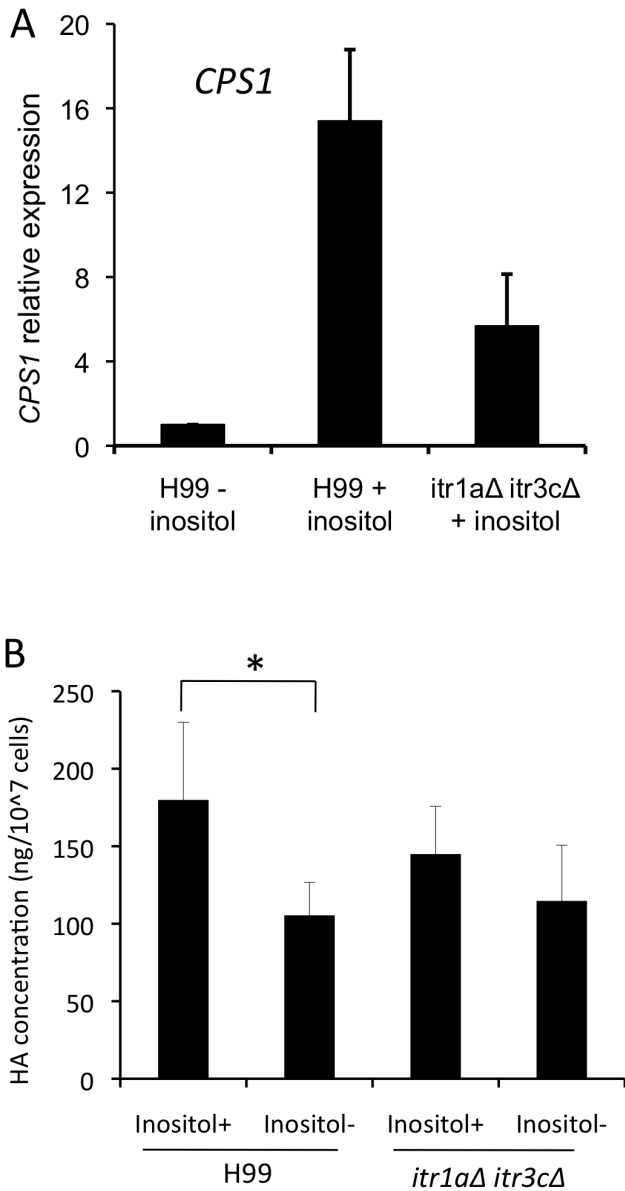 A
CPS1
CPS1 relative expression
20
16
12
8
4
0
H99 -
inositol
H99 +
inositol
itr1aΔ itr3cΔ
+ inositol
B
*
HA concentration (ng/10^7 cells)
250
200
150
100
50
0
Inositol+
Inositol-
Inositol+
Inositol-
H99
itr1aΔ itr3cΔ